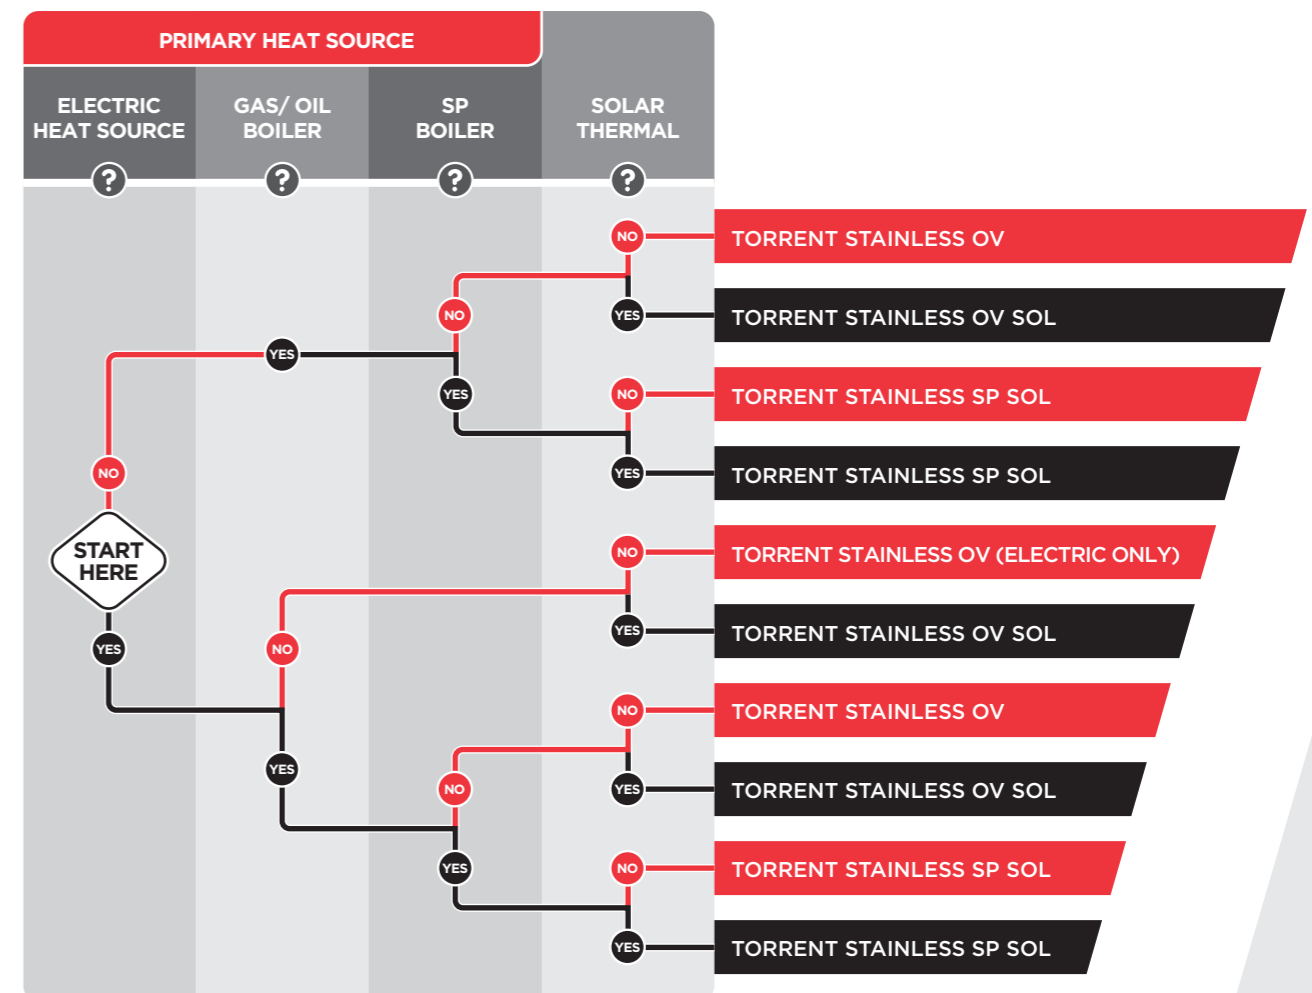 PRIMARY HEAT SOURCE
ELECTRIC
HEAT SOURCE
GAS/ OIL
BOILER
SP
BOILER
SOLAR
THERMAL
?
?
?
?
NO
TORRENT STAINLESS OV
NO
YES
TORRENT STAINLESS OV SOL
YES
YES
NO
TORRENT STAINLESS SP SOL
NO
YES
TORRENT STAINLESS SP SOL
START
HERE
NO
TORRENT STAINLESS OV (ELECTRIC ONLY)
YES
NO
YES
TORRENT STAINLESS OV SOL
NO
TORRENT STAINLESS OV
YES
NO
YES
TORRENT STAINLESS OV SOL
YES
NO
TORRENT STAINLESS SP SOL
YES
TORRENT STAINLESS SP SOL